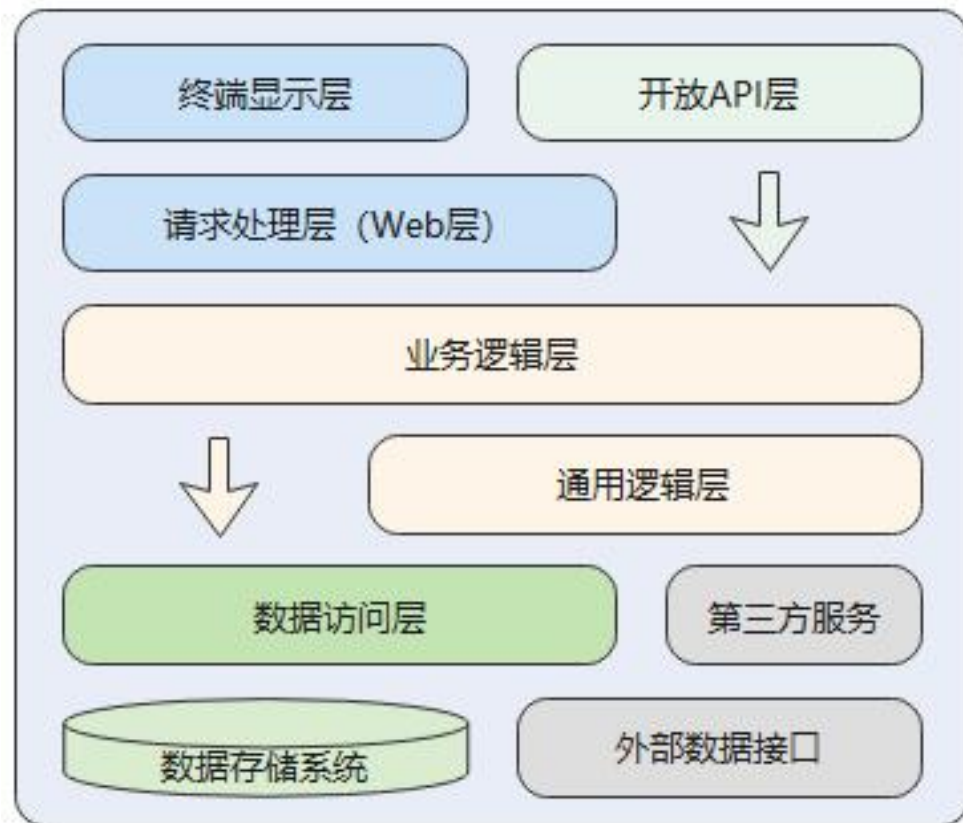 终端显示层
开放API层
请求处理层（Web层）
业务逻辑层
通用逻辑层
数据访问层
第三方服务
数据存储系统
外部数据接口